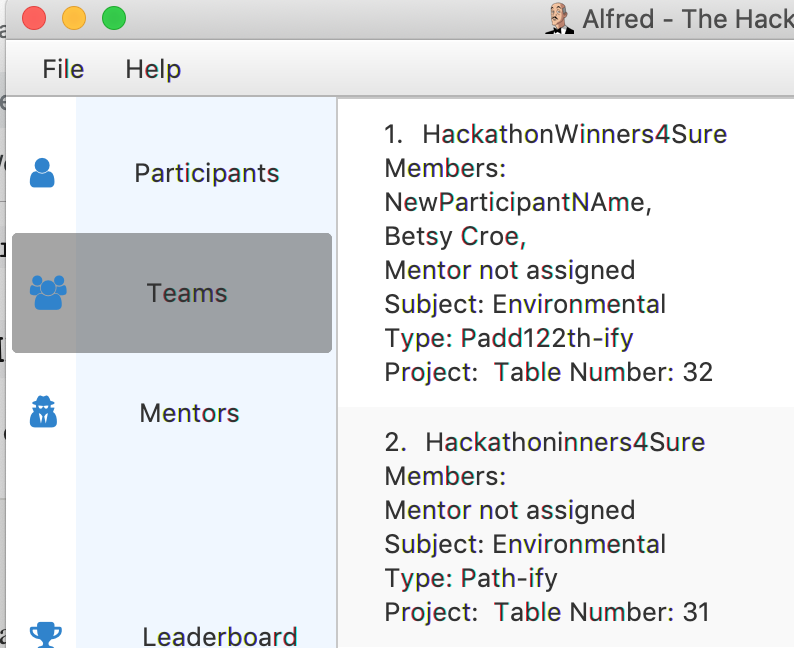 Alfred - The Hack
File Help
Participants
Teams
Mentors
Leaderboard
1. HackathonWinners4Sure
Members:
NewParticipantNAme,
Betsy Croe,
Mentor not assigned
Subject: Environmental
Type: Padd122th-ify
Project: Table Number: 32
2. Hackathoninners4Sure
Members:
Mentor not assigned
Subject: Environmental
Type: Path-ify
Project: Table Number: 31